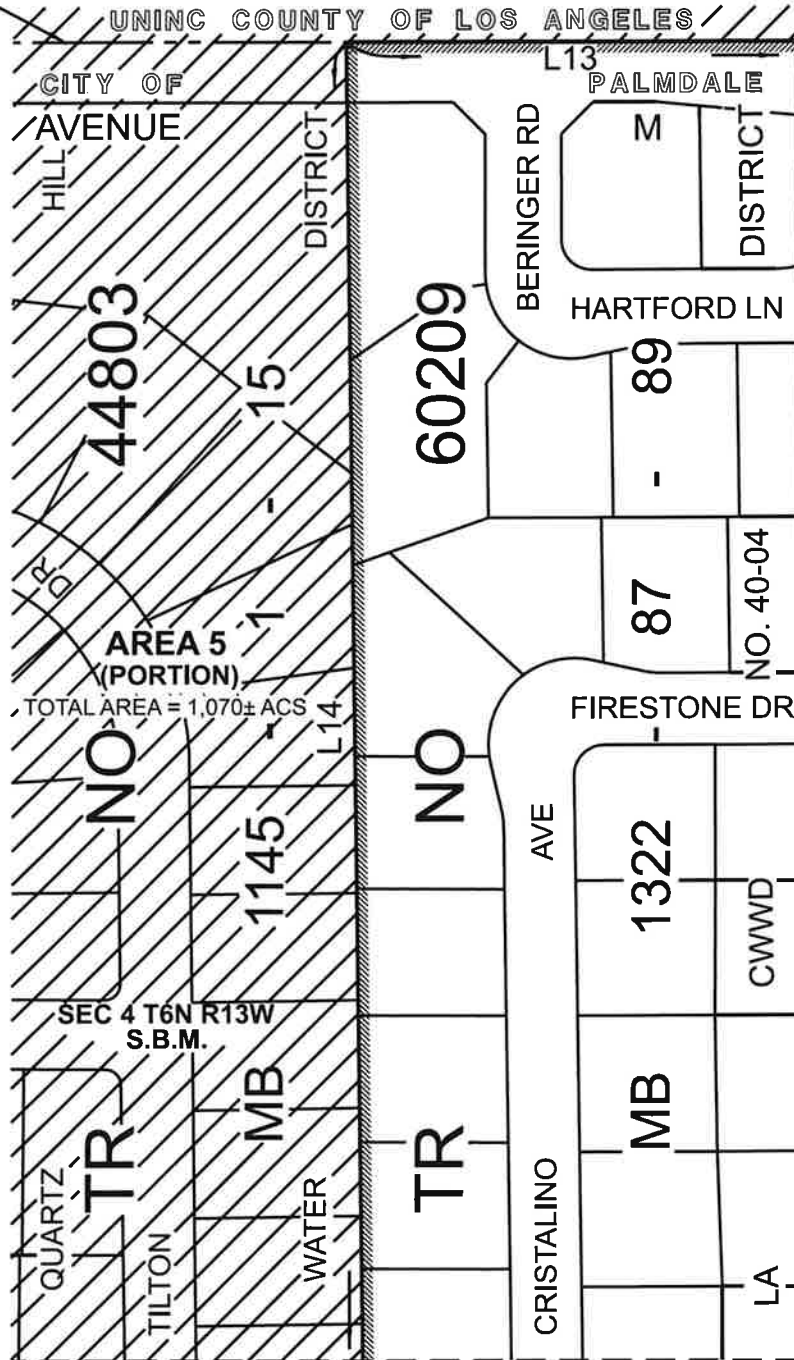 UNINC COUNTY OF LOS ANGELES
L13
CITY OF PALMDALE
AVENUE M
QUARTZ HILL
WATER DISTRICT
DISTRICT
BERINGER RD
HARTFORD LN
TR NO 44803
MB 1145 - 1 - 15
TR NO 60209
MB 1322 - 87 - 89
LA CWWD NO. 40-04
DR
AREA 5
(PORTION)
TOTAL AREA = 1,070± ACS
L14
FIRESTONE DR
CRISTALINO AVE
SEC 4 T6N R13W
S.B.M.
TILTON